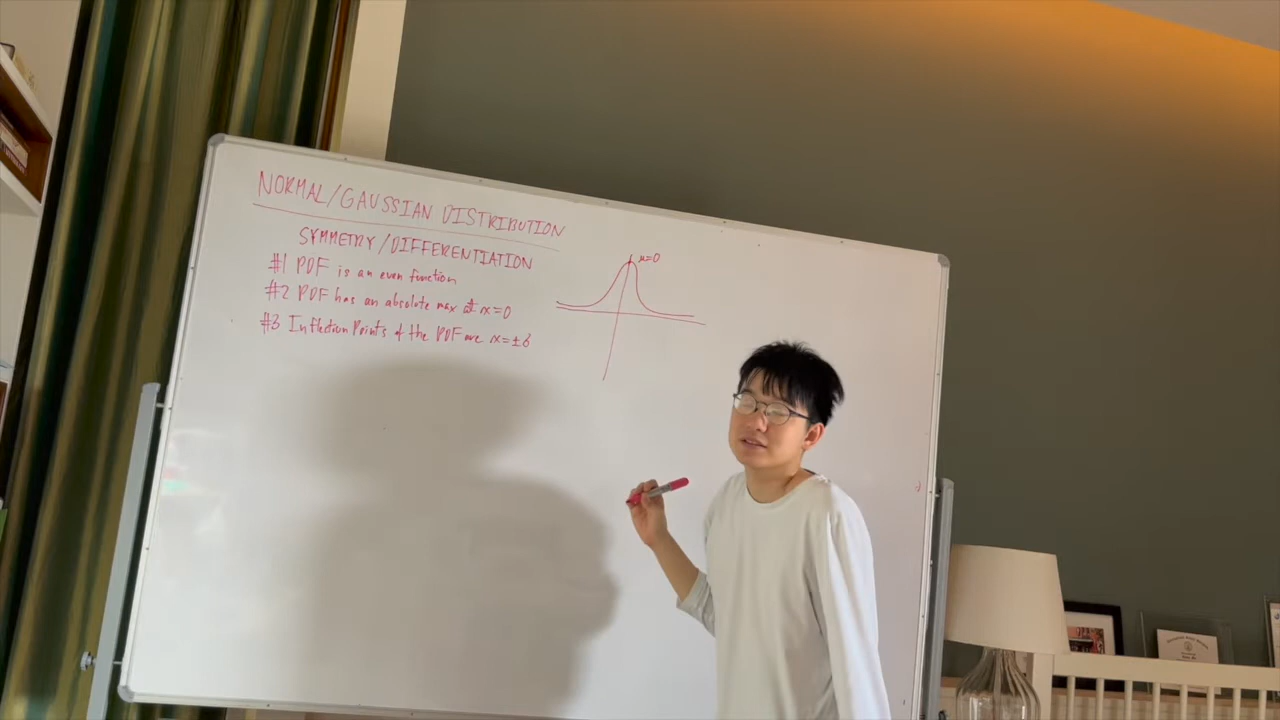 NORMAL/GAUSSIAN DISTRIBUTION
SYMMETRY/DIFFERENTIATION
#1 PDF is an even function
#2 PDF has an absolute max at x=0
#3 Inflection Points of the PDF are x=±6
x=0